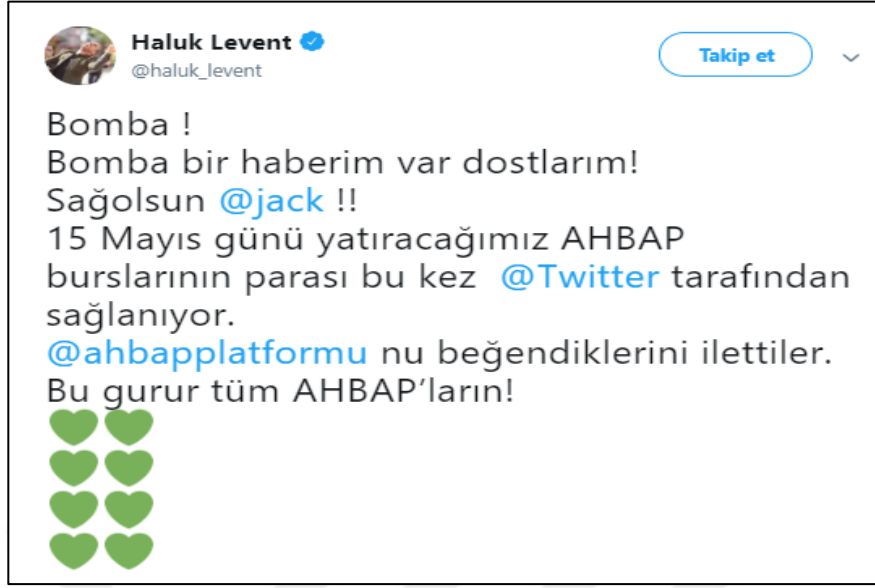 Haluk Levent
@haluk_levent
Takip et
Bomba !
Bomba bir haberim var dostlarım!
Sağolsun @jack !!
15 Mayıs günü yatıracağımız AHBAP
burslarının parası bu kez @Twitter tarafından
sağlanıyor.
@ahbapplatformu nu beğendiklerini ilettiler.
Bu gurur tüm AHBAP’ların!